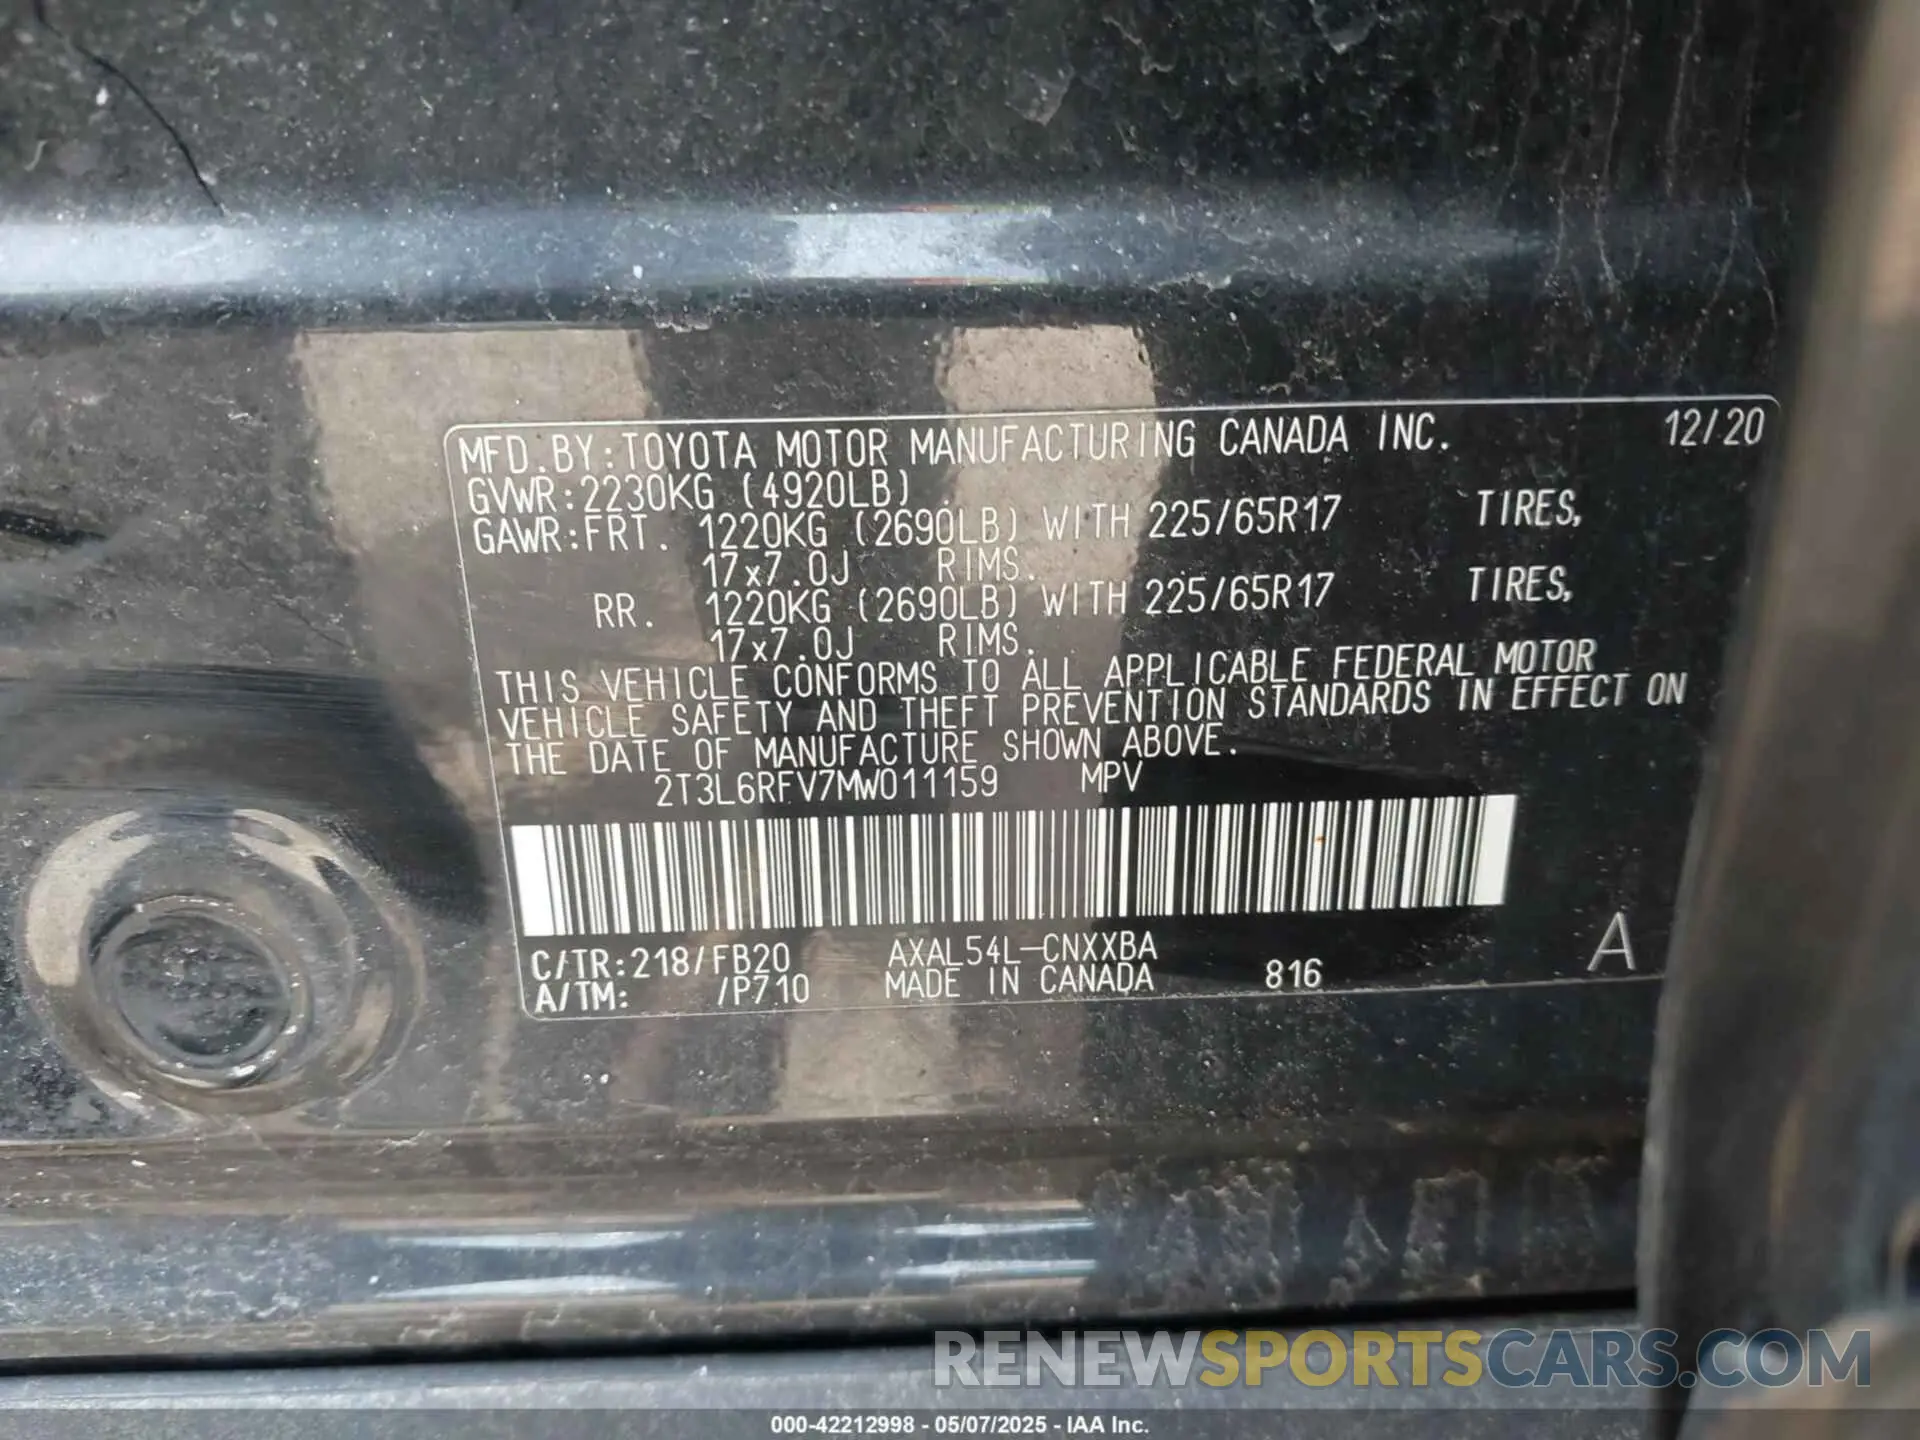 MFD.BY:TOYOTA MOTOR MANUFACTURING CANADA INC. 12/20
GVWR:2230KG (4920LB)
GAWR:FRT. 1220KG (2690LB) WITH 225/65R17 TIRES,
17x7.0J RIMS.
RR. 1220KG (2690LB) WITH 225/65R17 TIRES,
17x7.0J RIMS.
THIS VEHICLE CONFORMS TO ALL APPLICABLE FEDERAL MOTOR
VEHICLE SAFETY AND THEFT PREVENTION STANDARDS IN EFFECT ON
THE DATE OF MANUFACTURE SHOWN ABOVE.
2T3L6RFV7MW011159 MPV
C/TR:218/FB20 AXAL54L-CNXXBA A
A/TM: /P710 MADE IN CANADA 816
RENEWSPORTSCARS.COM
000-42212998 - 05/07/2025 - IAA Inc.